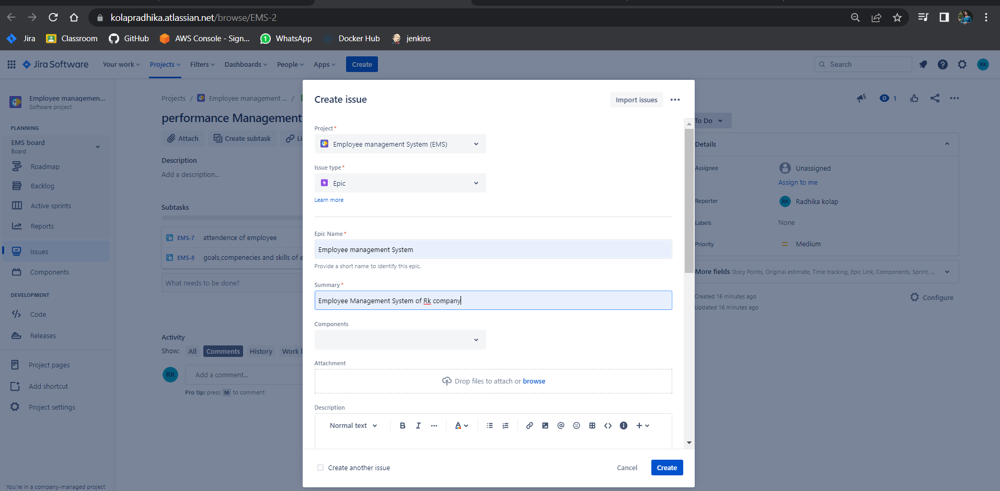 kolapradhika.atlassian.net/browse/EMS-2
Jira Classroom GitHub AWS Console - Sign... 1 WhatsApp Docker Hub jenkins
Jira Software Your work Projects Filters Dashboards People Apps Create Search RK
Employee managemen...
Software project
PLANNING
EMS board
Board
Roadmap
Backlog
Active sprints
Reports
Issues
Components
DEVELOPMENT
Code
Releases
Project pages
Add shortcut
Project settings
You're in a company-managed project
Projects / Employee management ... /
performance Management
Attach Create subtask Li
Description
Add a description...
Subtasks
EMS-7 attendence of employee
EMS-8 goals,compenecies and skills of e
What needs to be done?
Activity
Show: All Comments History Work
RK Add a comment...
Pro tip: press M to comment
Create issue Import issues
Project*
Employee management System (EMS)
Issue type*
Epic
Learn more
Epic Name*
Employee management System
Provide a short name to identify this epic.
Summary*
Employee Management System of Rk company
Components
Attachment
Drop files to attach or browse
Description
Normal text B I ... A @ +
Create another issue Cancel Create
1
To Do
Details
Assignee Unassigned
Assign to me
Reporter RK Radhika kolap
Labels None
Priority Medium
More fields Story Points, Original estimate, Time tracking, Epic Link, Components, Sprint, ...
Created 16 minutes ago
Updated 16 minutes ago
Configure